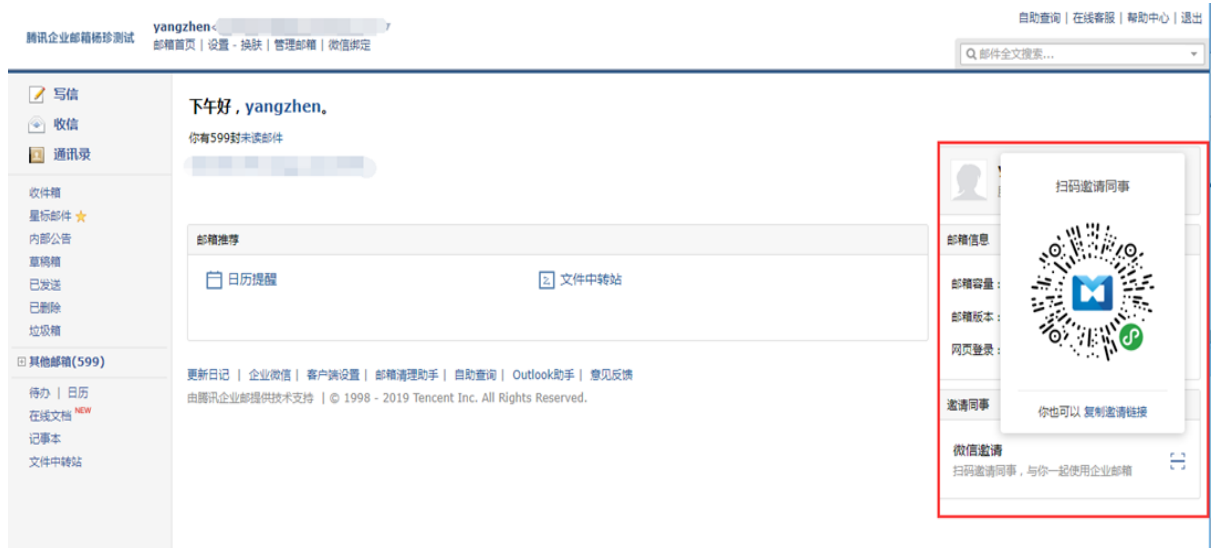 腾讯企业邮箱杨珍测试
yangzhen<
邮箱首页 | 设置 - 换肤 | 管理邮箱 | 微信绑定
自助查询 | 在线客服 | 帮助中心 | 退出
邮件全文搜索...
写信
收信
通讯录
收件箱
星标邮件
内部公告
草稿箱
已发送
已删除
垃圾箱
其他邮箱(599)
待办 | 日历
在线文档 NEW
记事本
文件中转站
下午好，yangzhen。
你有599封未读邮件
邮箱推荐
日历提醒
文件中转站
更新日记 | 企业微信 | 客户端设置 | 邮箱清理助手 | 自助查询 | Outlook助手 | 意见反馈
由腾讯企业邮提供技术支持 | © 1998 - 2019 Tencent Inc. All Rights Reserved.
扫码邀请同事
邮箱信息
邮箱容量：
邮箱版本：
网页登录：
你也可以 复制邀请链接
邀请同事
微信邀请
扫码邀请同事，与你一起使用企业邮箱